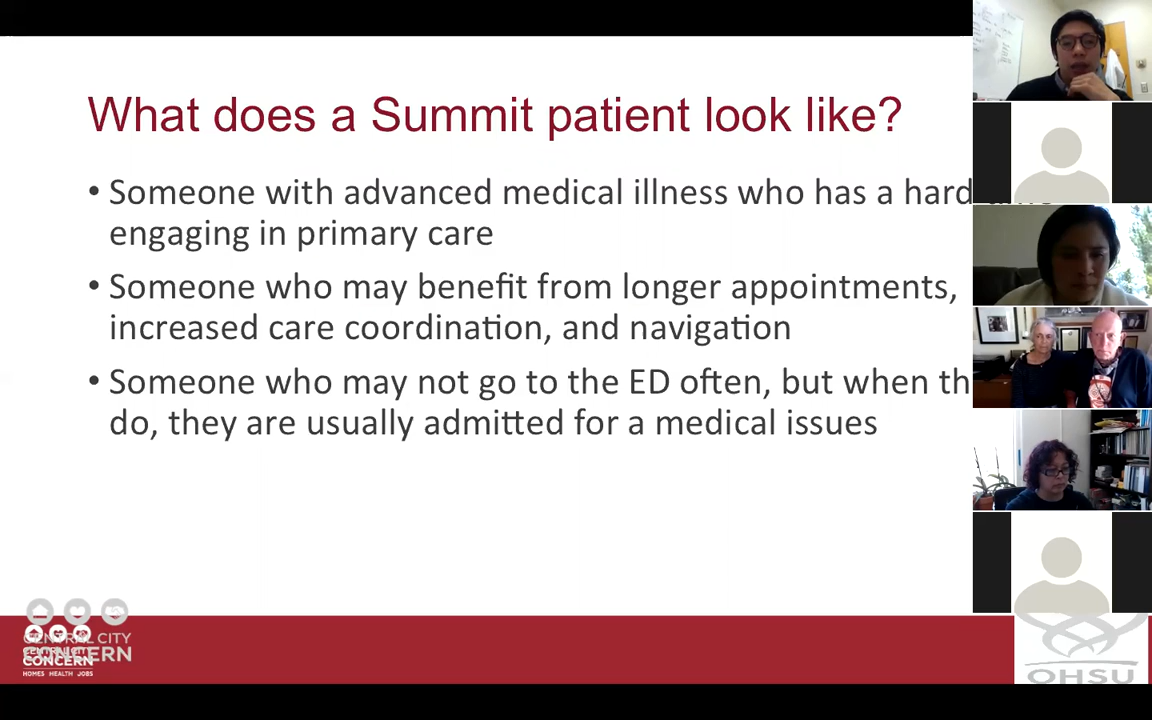 What does a Summit patient look like?
• Someone with advanced medical illness who has a hard
engaging in primary care
• Someone who may benefit from longer appointments,
increased care coordination, and navigation
• Someone who may not go to the ED often, but when th
do, they are usually admitted for a medical issues
CENTRAL CITY
CONCERN
CENTRAL CITY
CONCERN
HOMES HEALTH JOBS
OHSU